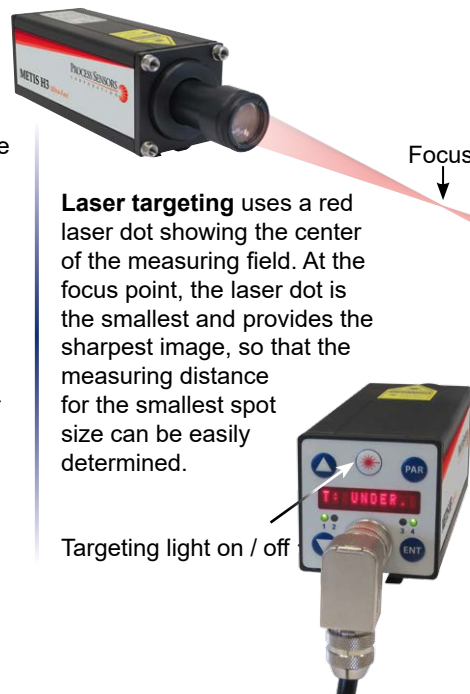 METIS H3 Ultra-Fast
PROCESS SENSORS
CORPORATION
e
Focus
Laser targeting uses a red
laser dot showing the center
of the measuring field. At the
focus point, the laser dot is
the smallest and provides the
sharpest image, so that the
measuring distance
for the smallest spot
size can be easily
determined.
PAR
T: UNDER.
1 2 3 4
ENT
Targeting light on / off